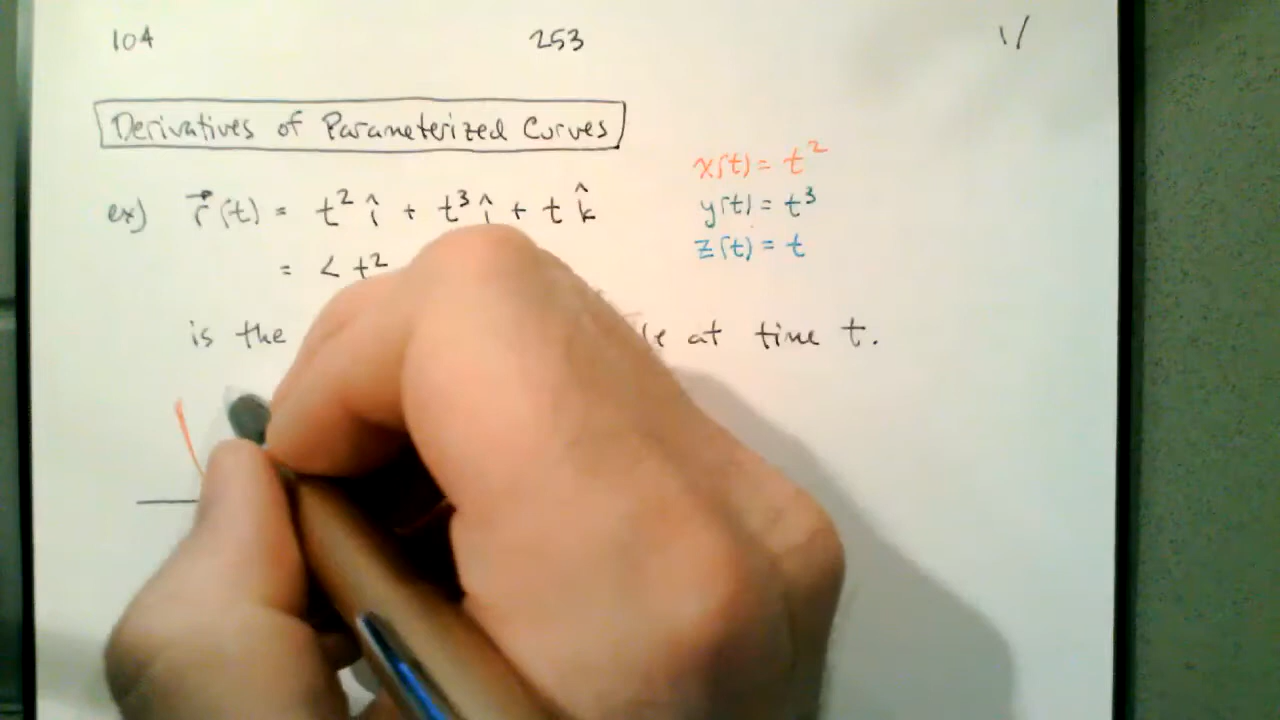 104 253 1/
Derivatives of Parameterized Curves
x(t) = t²
ex) r⃗(t) = t² î + t³ ĵ + t k̂
y(t) = t³
z(t) = t
= < t²
is the at time t.